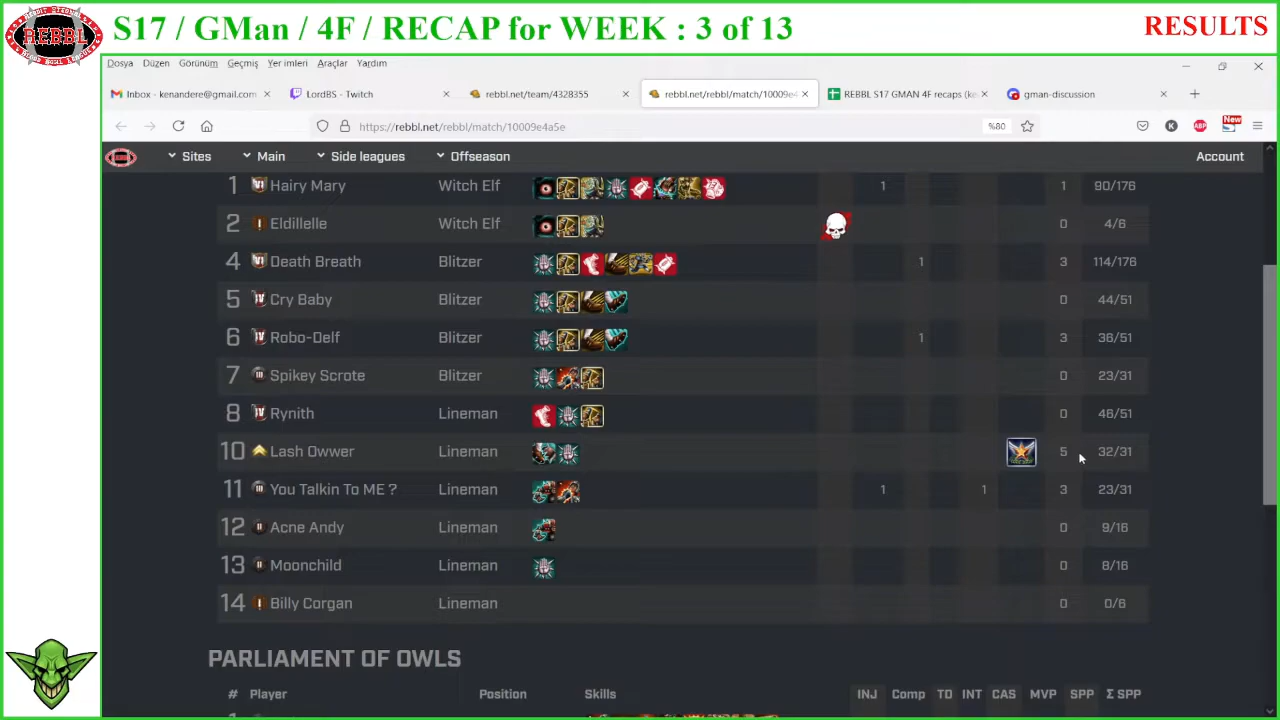 REBBL
S17 / GMan / 4F / RECAP for WEEK : 3 of 13
RESULTS
Dosya Düzen Görünüm Geçmiş Yer imleri Araçlar Yardım
Inbox - kenandere@gmail.com
LordBS - Twitch
rebbl.net/team/4328355
rebbl.net/rebbl/match/10009e4
REBBL S17 GMAN 4F recaps (ke
gman-discussion
https://rebbl.net/rebbl/match/10009e4a5e
%80
New
Sites Main Side leagues Offseason Account
1 Hairy Mary Witch Elf 1 1 90/176
2 Eldillelle Witch Elf 0 4/6
4 Death Breath Blitzer 1 3 114/176
5 Cry Baby Blitzer 0 44/51
6 Robo-Delf Blitzer 1 3 36/51
7 Spikey Scrote Blitzer 0 23/31
8 Rynith Lineman 0 46/51
10 Lash Owwer Lineman 5 32/31
11 You Talkin To ME ? Lineman 1 1 3 23/31
12 Acne Andy Lineman 0 9/16
13 Moonchild Lineman 0 8/16
14 Billy Corgan Lineman 0 0/6
PARLIAMENT OF OWLS
# Player Position Skills INJ Comp TD INT CAS MVP SPP Σ SPP